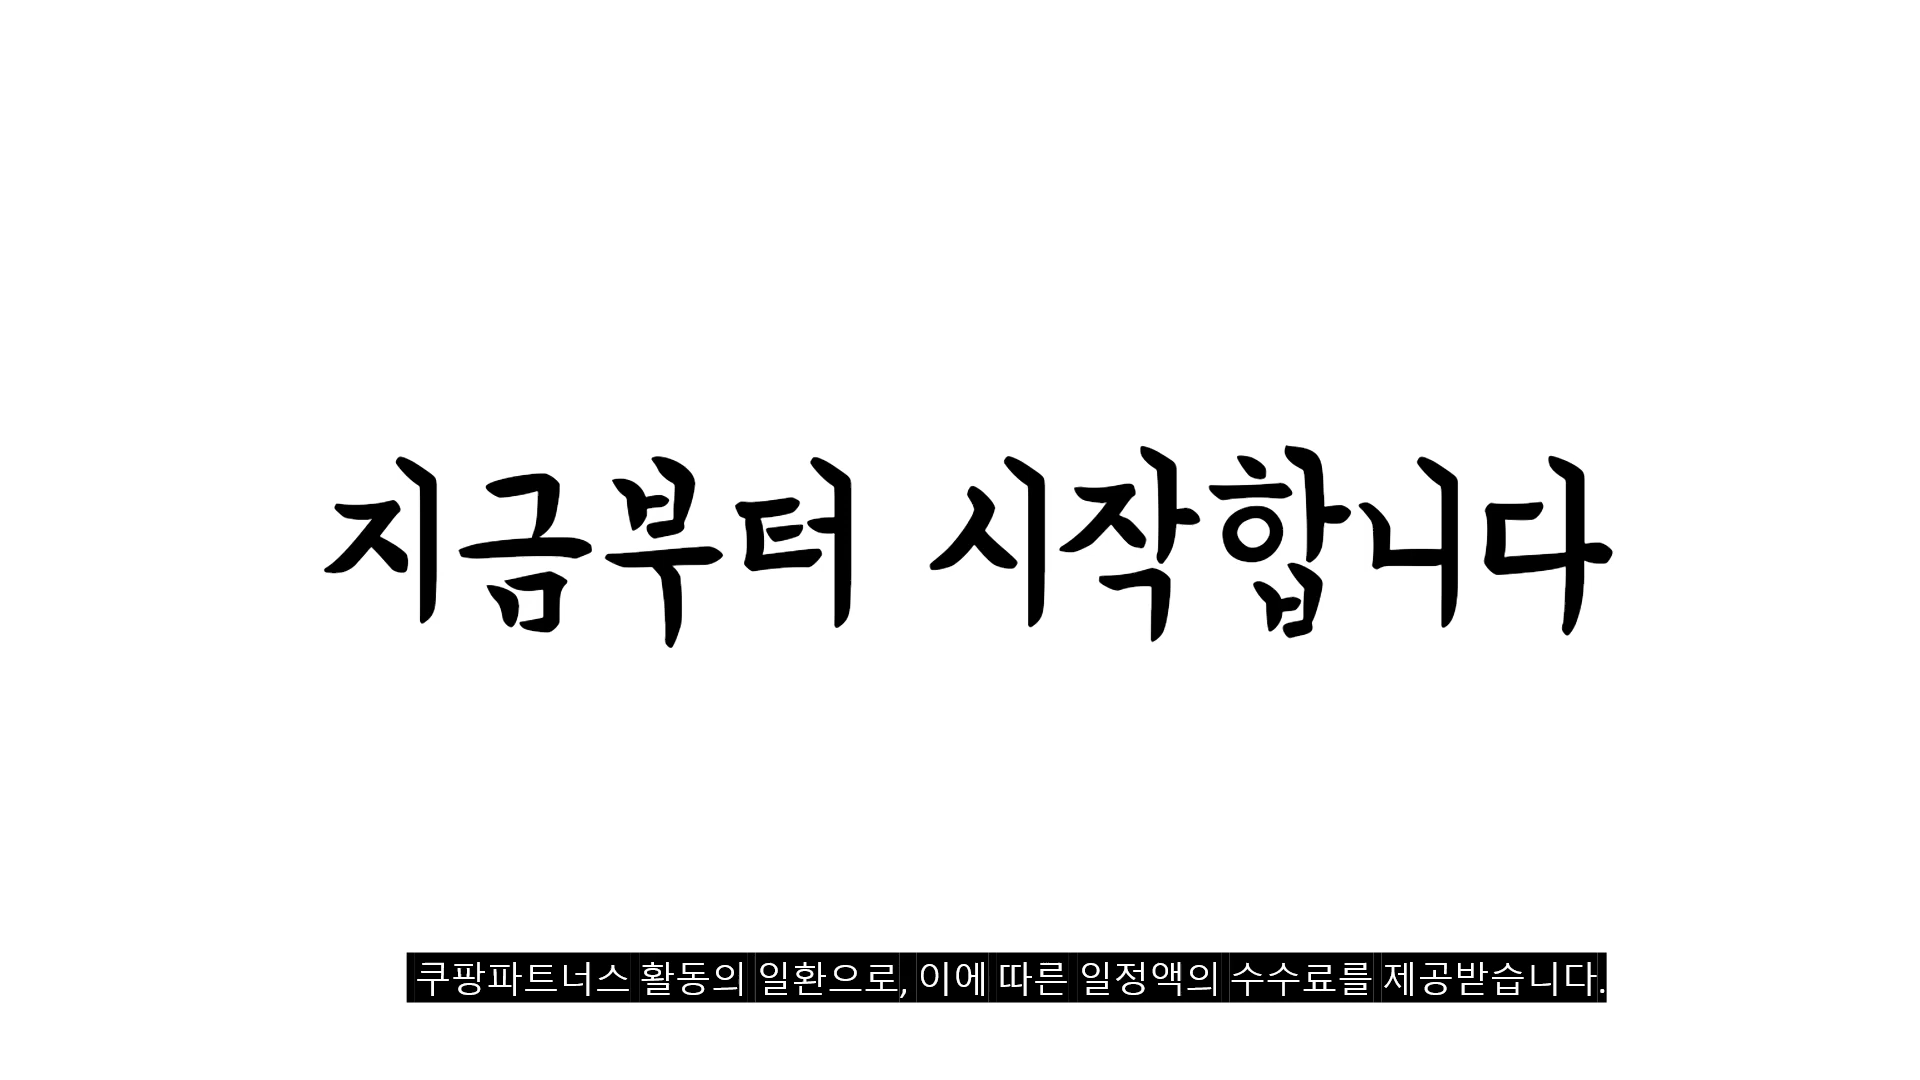 지금부터 시작합니다
쿠팡파트너스 활동의 일환으로, 이에 따른 일정액의 수수료를 제공받습니다.